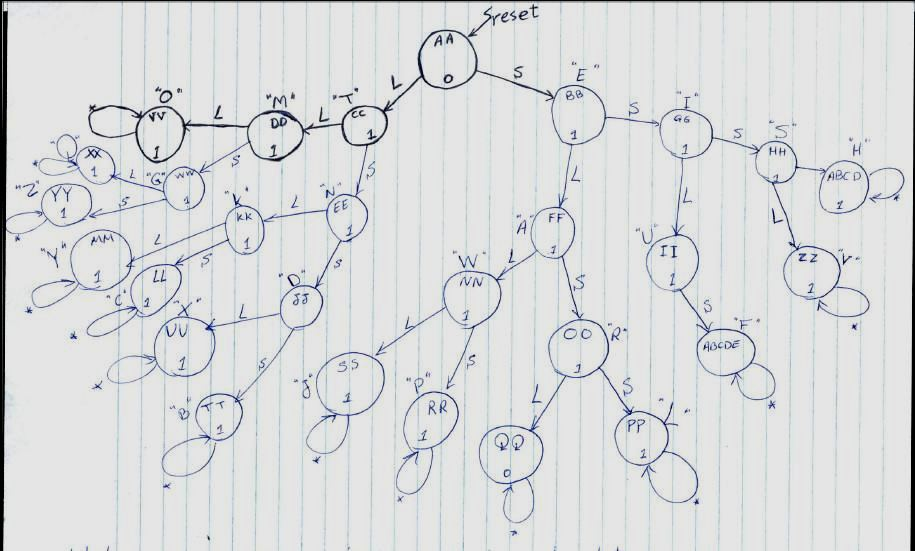 Sreset
AA
0
S
L
"E"
BB
1
S
"I"
GG
1
S
"S"
HH
1
"H"
ABCD
1
*
L
"V"
ZZ
1
*
L
"U"
II
1
S
"F"
ABCDE
*
L
"A"
FF
1
L
S
"W"
NN
1
L
S
"R"
OO
1
L
S
"J"
SS
1
*
"P"
RR
1
*
QQ
0
*
"L"
PP
1
*
"T"
CC
1
L
S
"M"
DD
1
L
S
"O"
VV
1
*
"G"
WW
1
L
S
"Q"
XX
1
*
"Z"
YY
1
*
"N"
EE
1
L
S
"K"
KK
1
L
S
"Y"
MM
1
*
"C"
LL
1
*
"D"
JJ
1
L
S
"X"
UU
1
*
"B"
TT
1
*